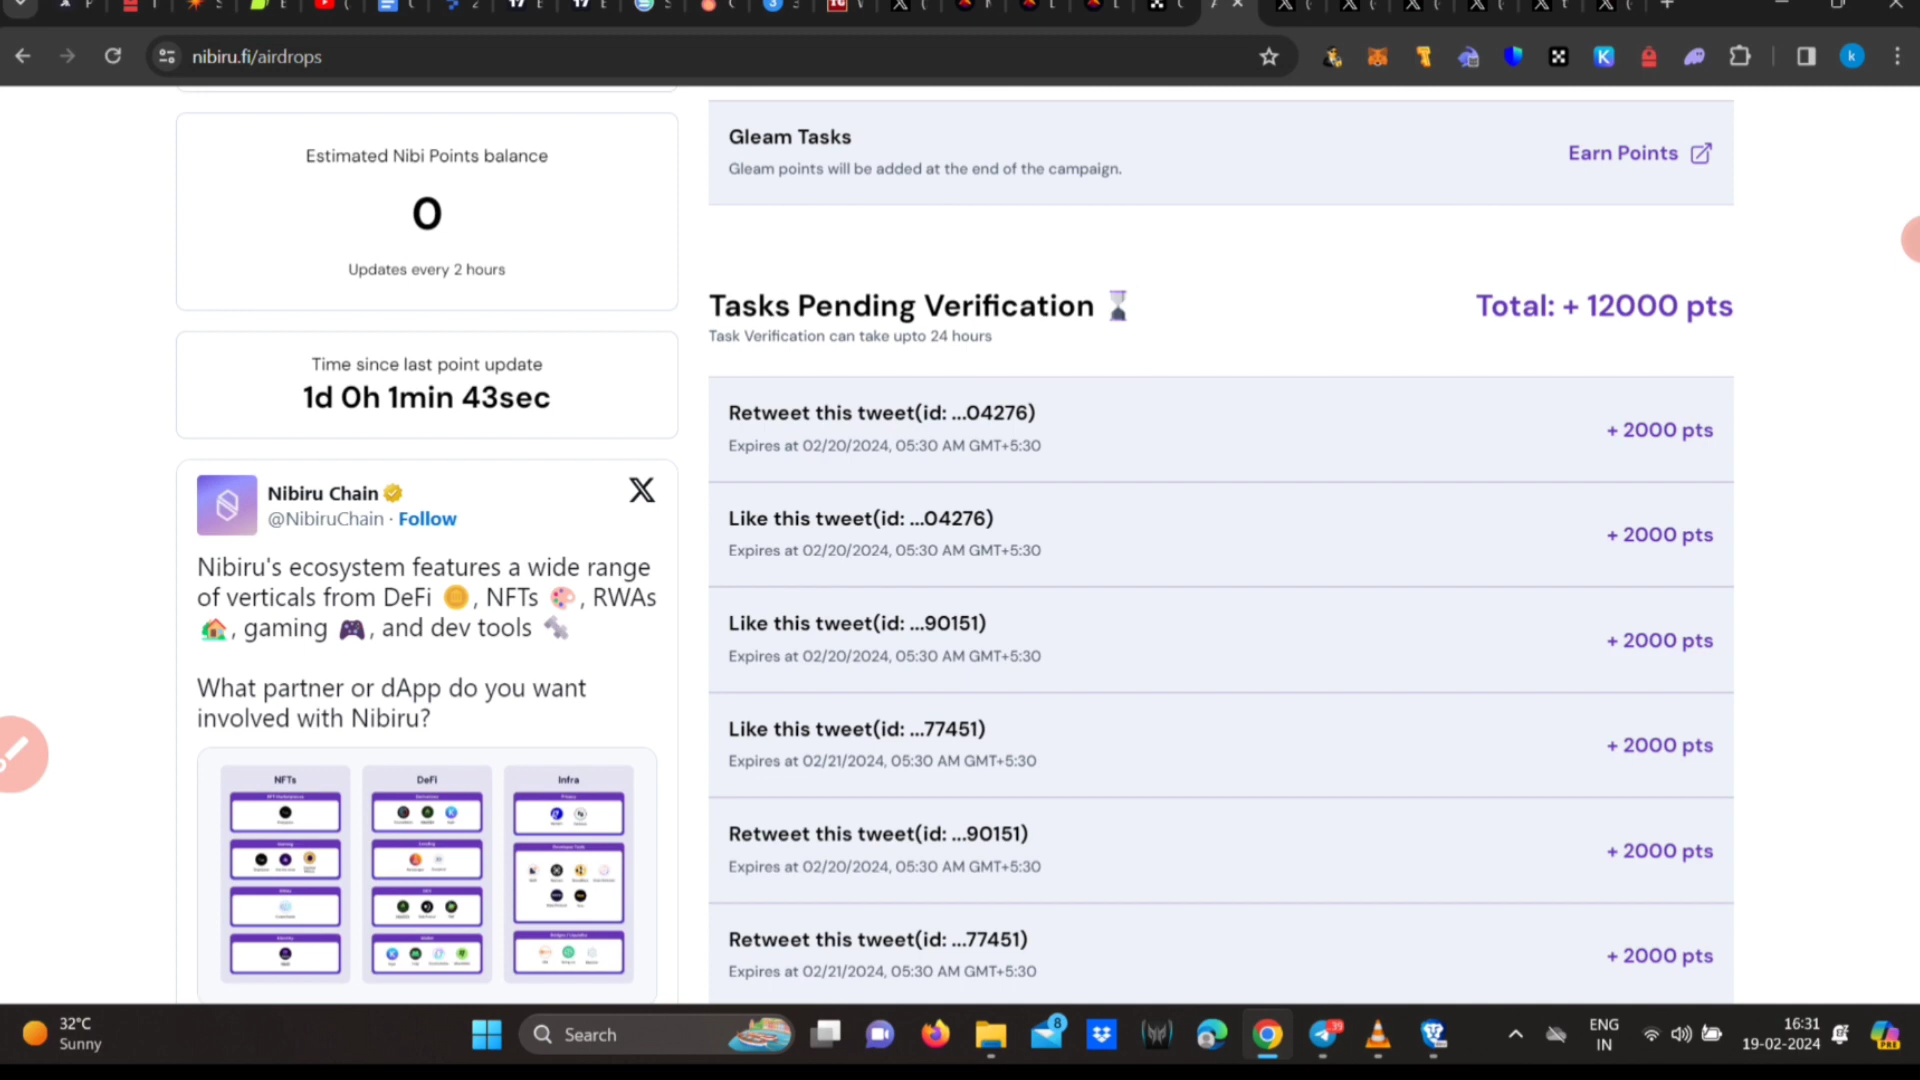 nibiru.fi/airdrops
k
Estimated Nibi Points balance
0
Updates every 2 hours
Time since last point update
1d 0h 1min 43sec
Nibiru Chain
@NibiruChain · Follow
Nibiru's ecosystem features a wide range
of verticals from DeFi 🪙, NFTs 🎨, RWAs
🏠, gaming 🎮, and dev tools 🔩
What partner or dApp do you want
involved with Nibiru?
NFTs
DeFi
Infra
Gleam Tasks
Gleam points will be added at the end of the campaign.
Earn Points
Tasks Pending Verification ⏳
Total: + 12000 pts
Task Verification can take upto 24 hours
Retweet this tweet(id: ...04276)
Expires at 02/20/2024, 05:30 AM GMT+5:30
+ 2000 pts
Like this tweet(id: ...04276)
Expires at 02/20/2024, 05:30 AM GMT+5:30
+ 2000 pts
Like this tweet(id: ...90151)
Expires at 02/20/2024, 05:30 AM GMT+5:30
+ 2000 pts
Like this tweet(id: ...77451)
Expires at 02/21/2024, 05:30 AM GMT+5:30
+ 2000 pts
Retweet this tweet(id: ...90151)
Expires at 02/20/2024, 05:30 AM GMT+5:30
+ 2000 pts
Retweet this tweet(id: ...77451)
Expires at 02/21/2024, 05:30 AM GMT+5:30
+ 2000 pts
32°C
Sunny
Search
8
39
ENG
IN
16:31
19-02-2024
PRE